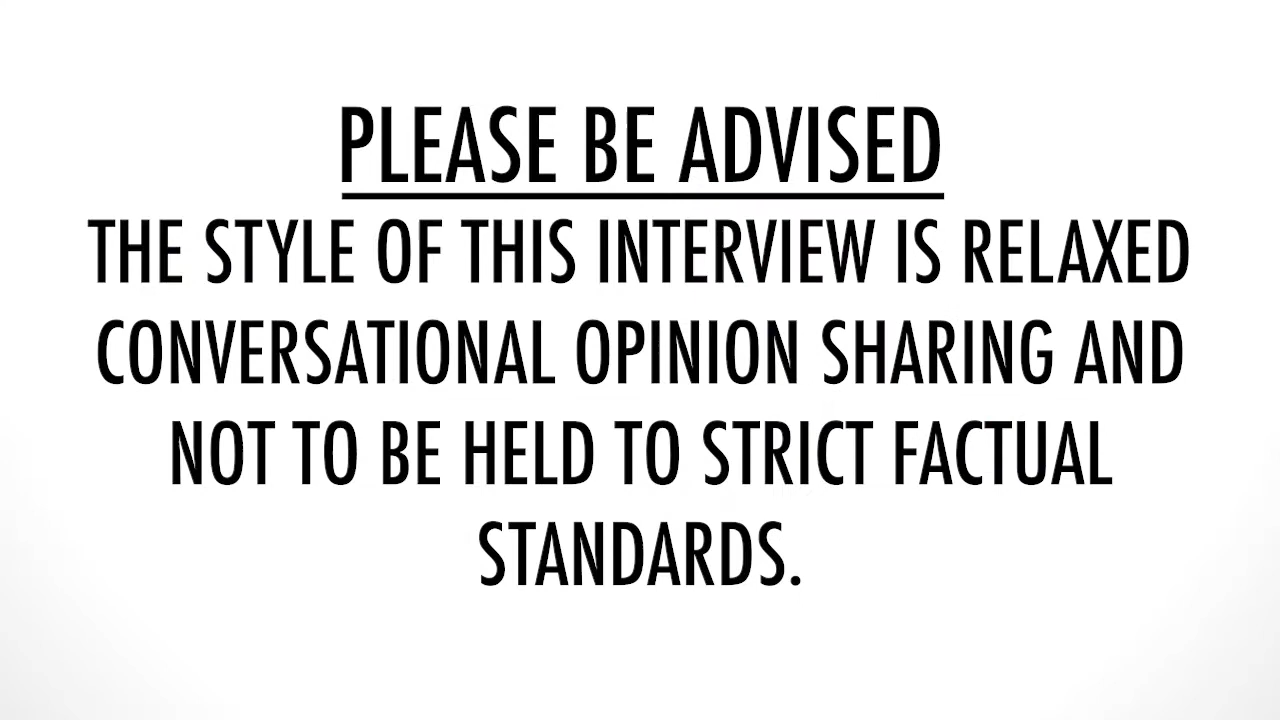 PLEASE BE ADVISED
THE STYLE OF THIS INTERVIEW IS RELAXED
CONVERSATIONAL OPINION SHARING AND
NOT TO BE HELD TO STRICT FACTUAL
STANDARDS.